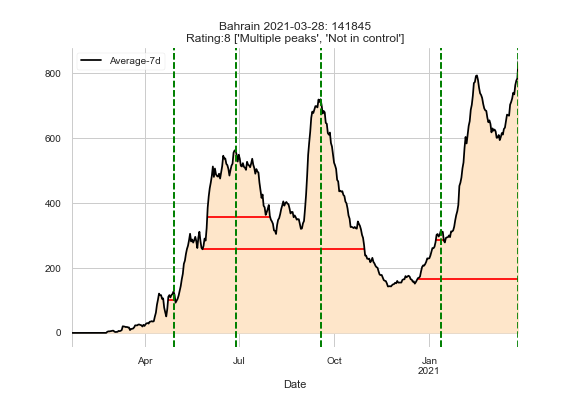 Bahrain 2021-03-28: 141845
Rating:8 ['Multiple peaks', 'Not in control']
Average-7d
800
600
400
200
0
Apr
Jul
Oct
Jan
2021
Date